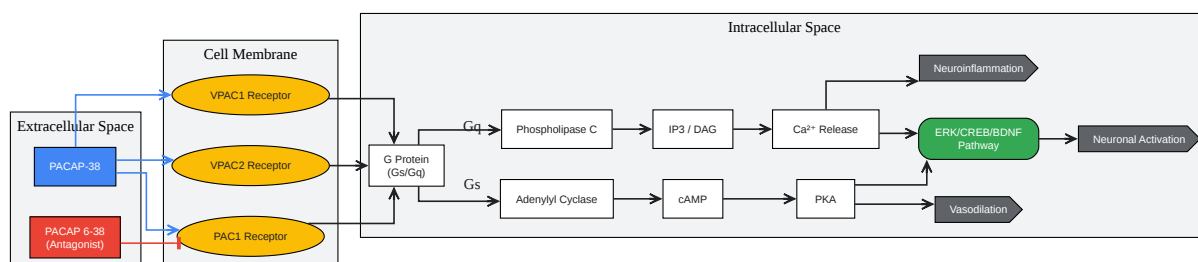 Extracellular Space
PACAP-38
PACAP 6-38
(Antagonist)
Cell Membrane
VPAC1 Receptor
VPAC2 Receptor
PAC1 Receptor
Intracellular Space
G Protein
(Gs/Gq)
Gq
Phospholipase C
IP3 / DAG
Ca²⁺ Release
Neuroinflammation
ERK/CREB/BDNF
Pathway
Neuronal Activation
Gs
Adenylyl Cyclase
cAMP
PKA
Vasodilation